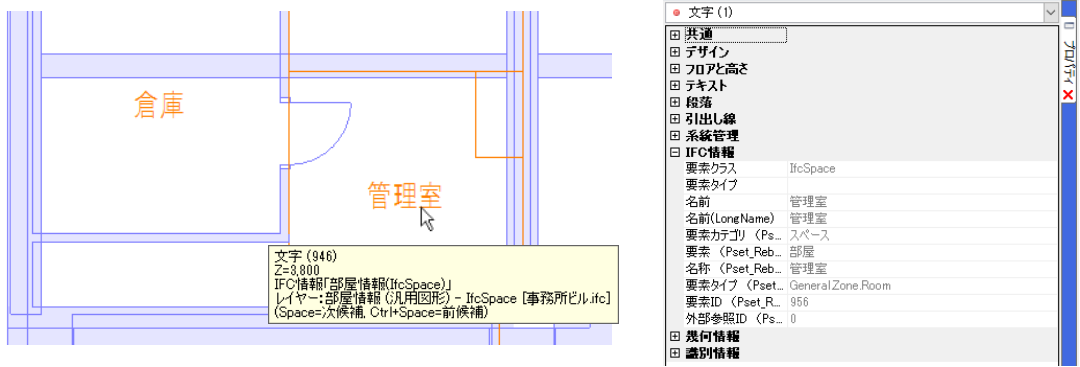 倉庫
管理室
文字 (946)
Z=3,800
IFC情報「部屋情報(IfcSpace)」
レイヤー:部屋情報 (汎用図形) - IfcSpace [事務所ビル.ifc]
(Space=次候補, Ctrl+Space=前候補)
文字 (1)
共通
デザイン
フロアと高さ
テキスト
段落
引出し線
系統管理
IFC情報
要素クラス IfcSpace
要素タイプ
名前 管理室
名前(LongName) 管理室
要素カテゴリ (Ps... スペース
要素 (Pset_Reb... 部屋
名称 (Pset_Reb... 管理室
要素タイプ (Pset... GeneralZone.Room
要素ID (Pset_R... 956
外部参照ID (Ps... 0
幾何情報
識別情報
プロパティ